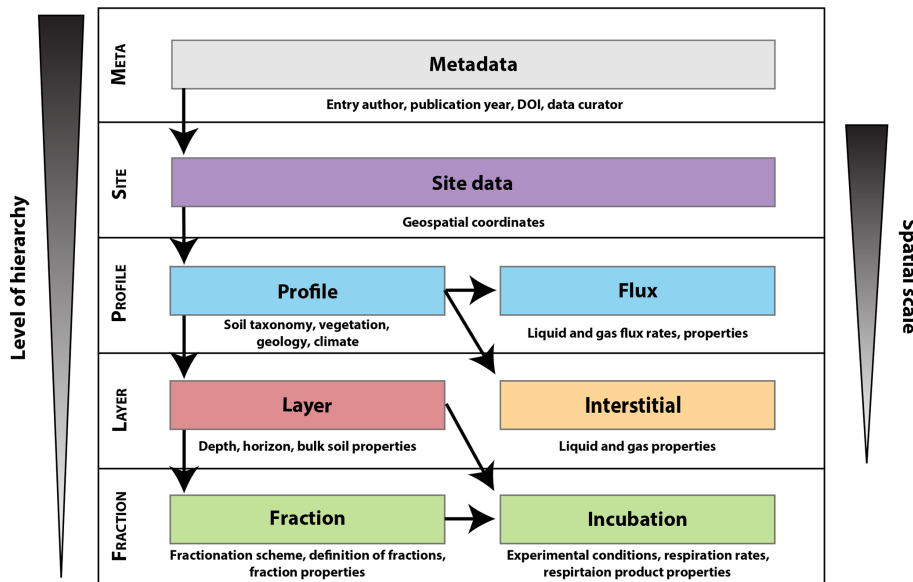 Level of hierarchy
META
Metadata
Entry author, publication year, DOI, data curator
SITE
Site data
Geospatial coordinates
PROFILE
Profile
Soil taxonomy, vegetation,
geology, climate
Flux
Liquid and gas flux rates, properties
LAYER
Layer
Depth, horizon, bulk soil properties
Interstitial
Liquid and gas properties
FRACTION
Fraction
Fractionation scheme, definition of fractions,
fraction properties
Incubation
Experimental conditions, respiration rates,
respirtaion product properties
Spatial scale